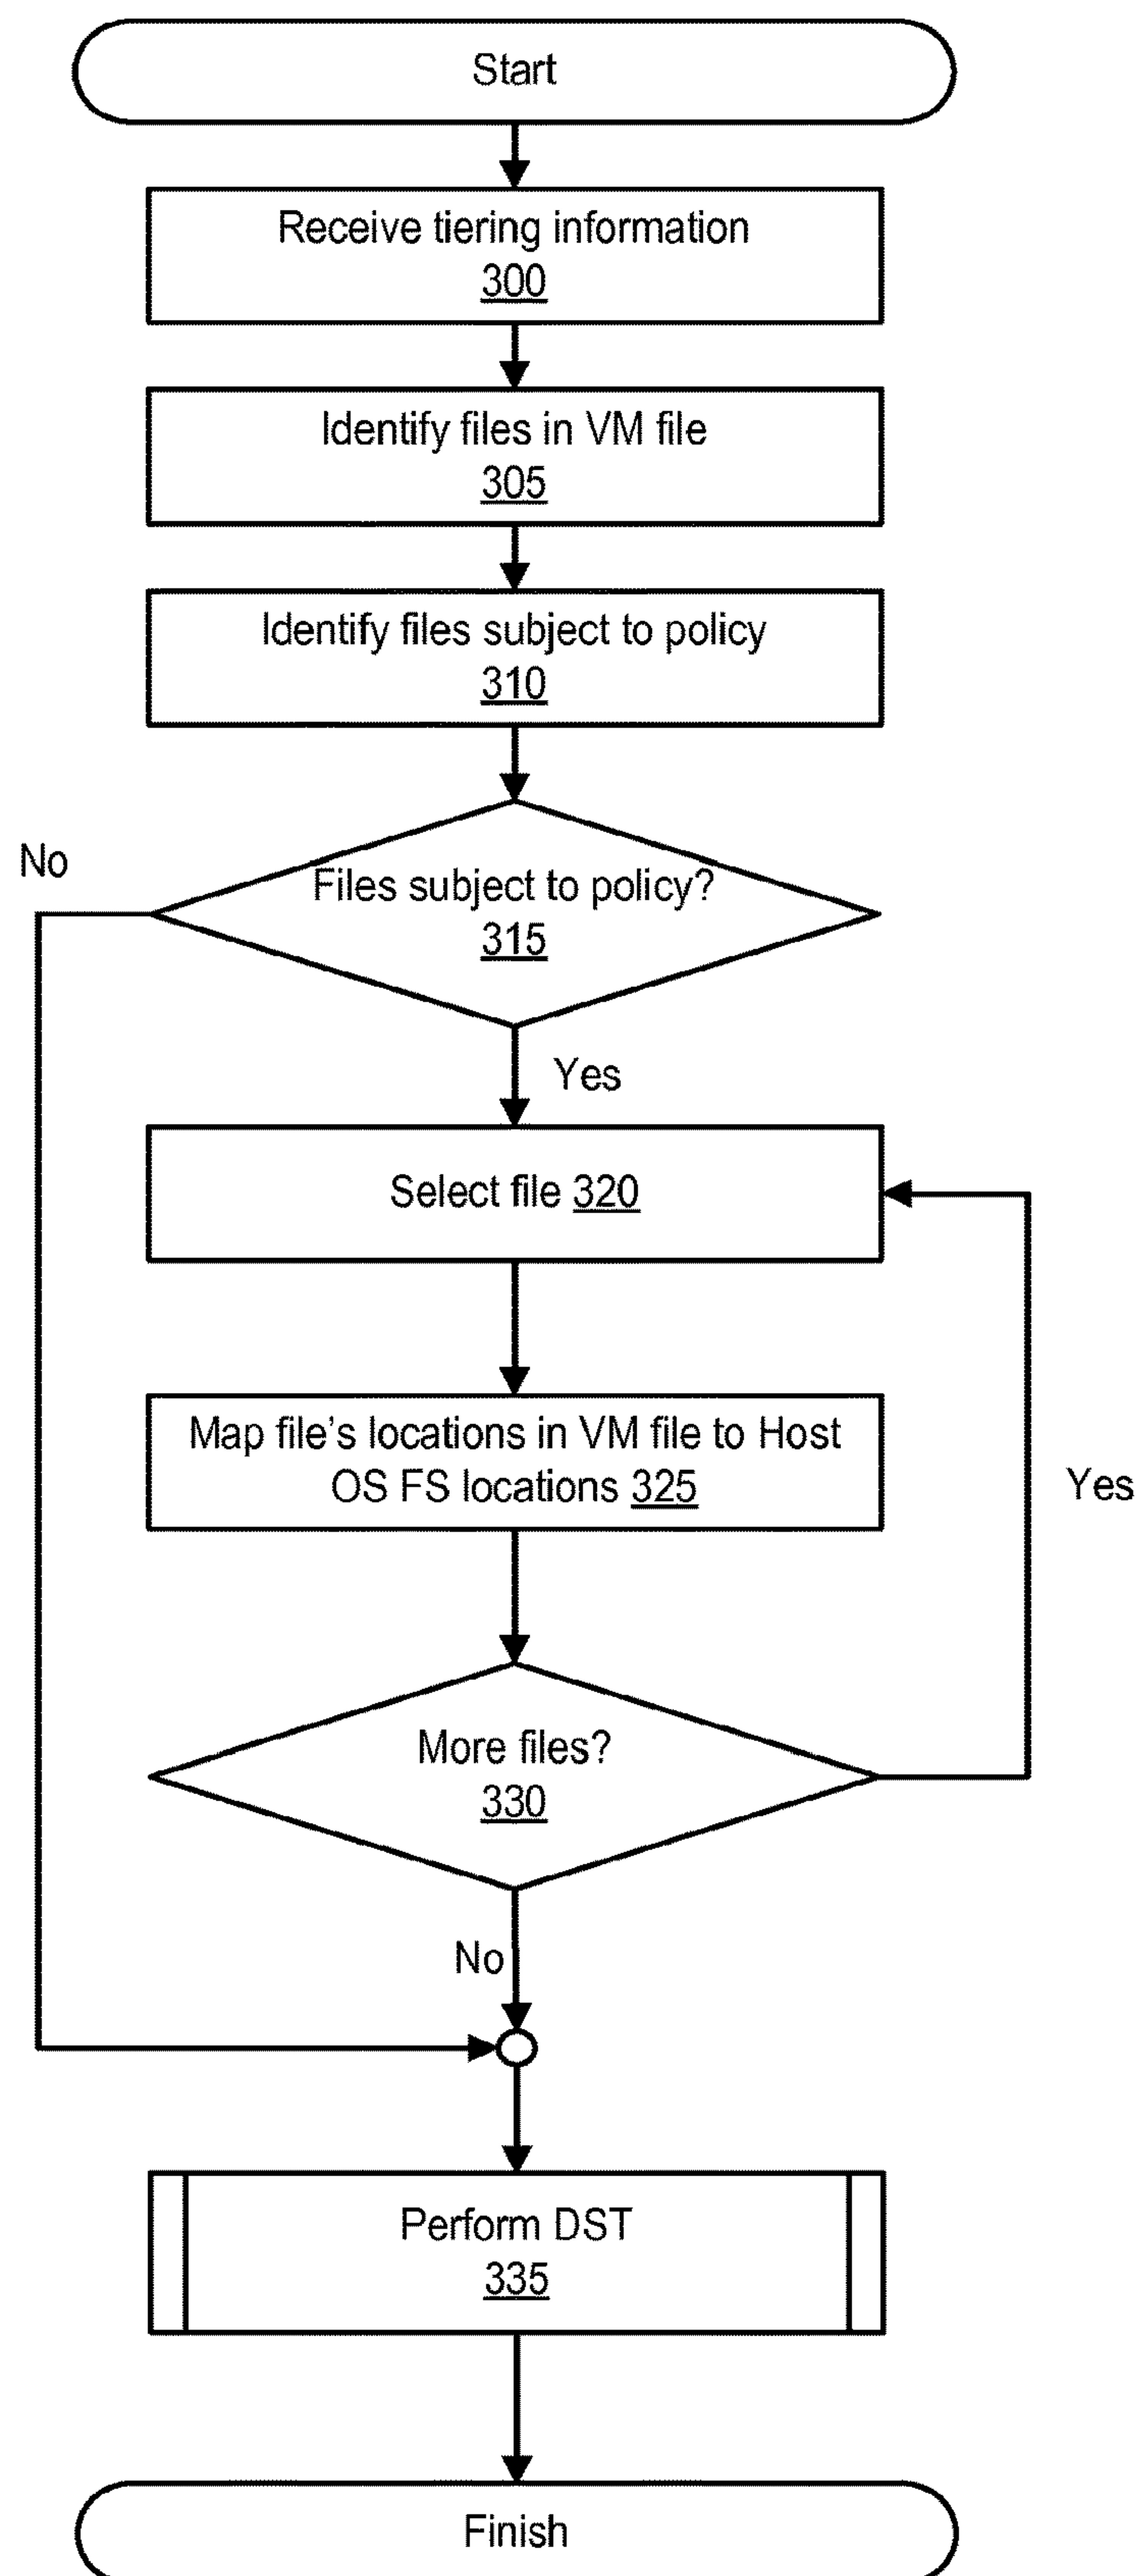 Start
Receive tiering information
300
Identify files in VM file
305
Identify files subject to policy
310
No
Files subject to policy?
315
Yes
Select file 320
Map file's locations in VM file to Host
OS FS locations 325
Yes
More files?
330
No
Perform DST
335
Finish